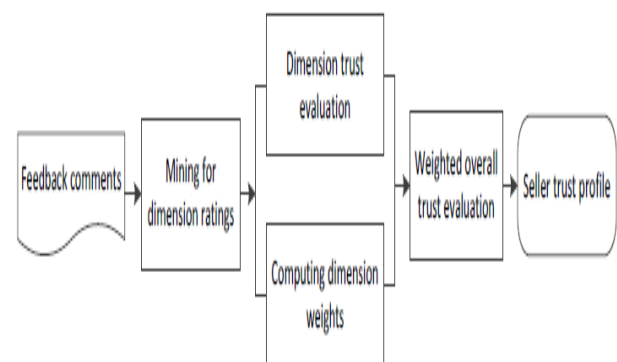 Feedback comments
Mining for
dimension ratings
Dimension trust
evaluation
Computing dimension
weights
Weighted overall
trust evaluation
Seller trust profile